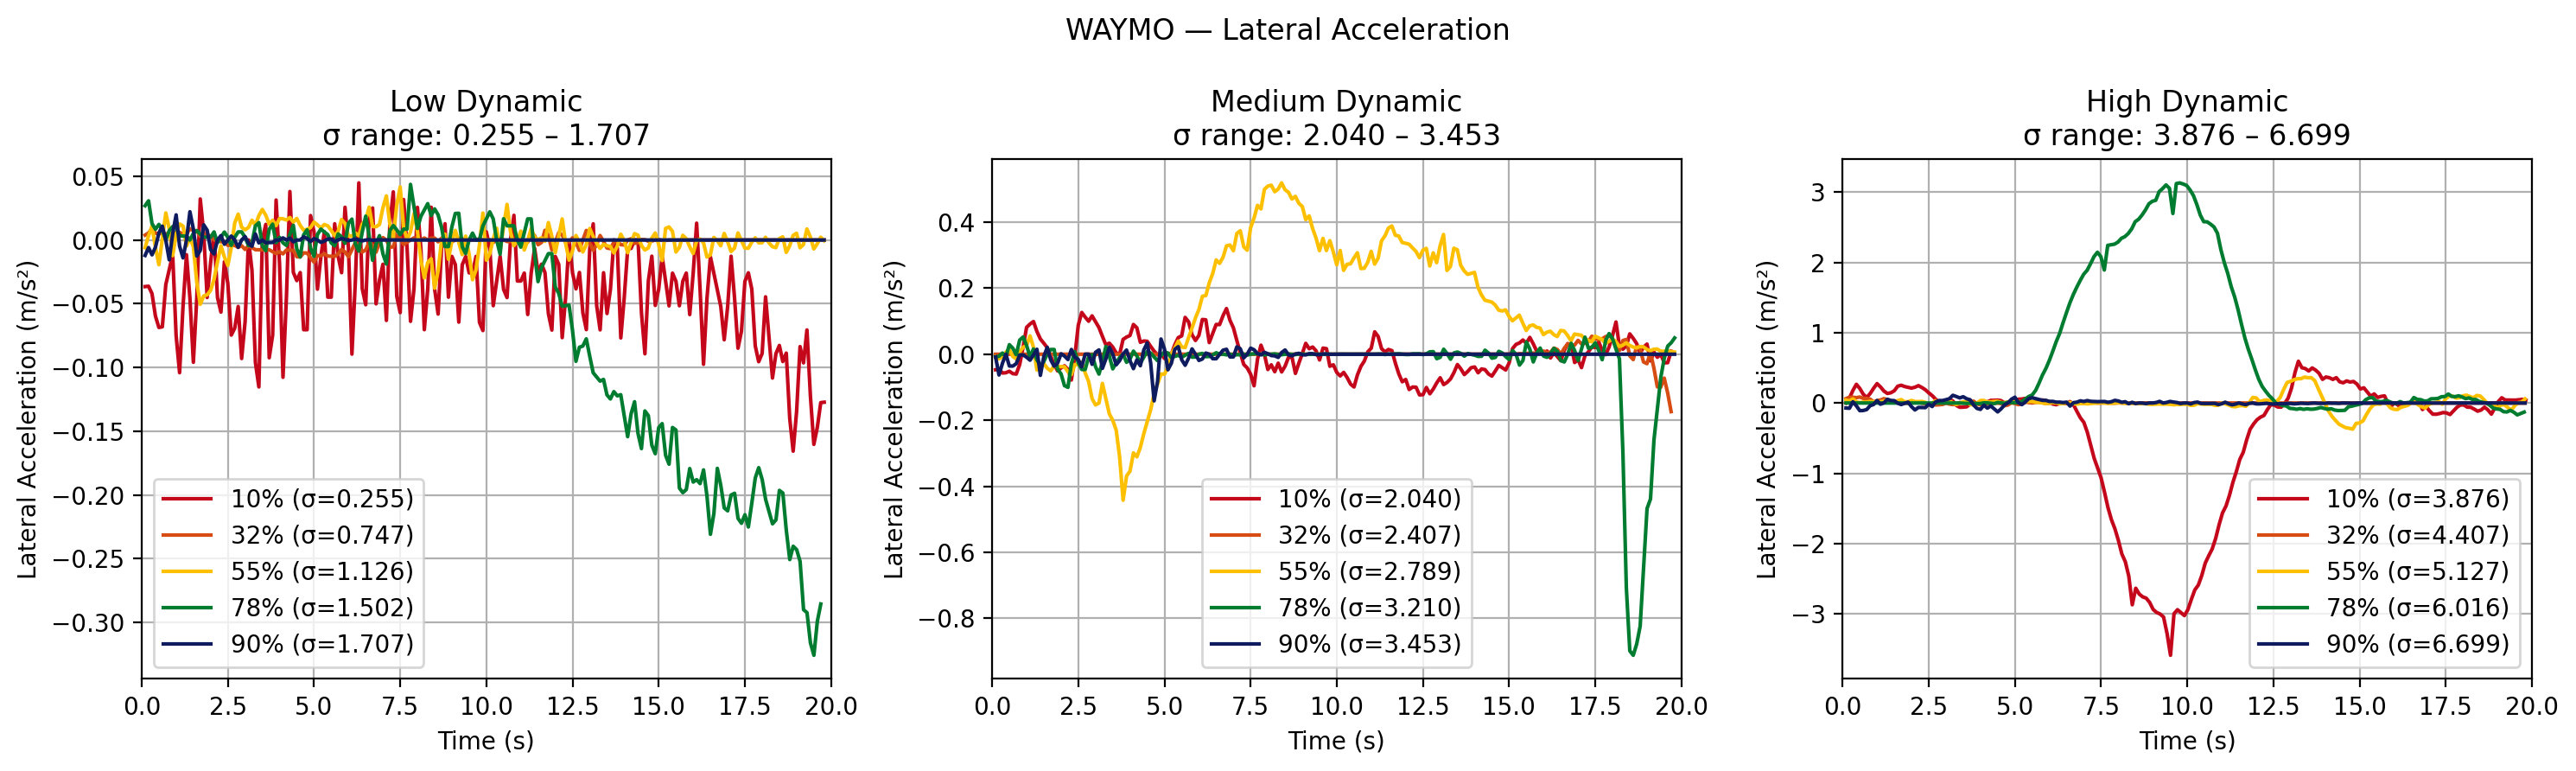 WAYMO — Lateral Acceleration
Low Dynamic
σ range: 0.255 – 1.707
Lateral Acceleration (m/s²)
0.05
0.00
−0.05
−0.10
−0.15
−0.20
−0.25
−0.30
10% (σ=0.255)
32% (σ=0.747)
55% (σ=1.126)
78% (σ=1.502)
90% (σ=1.707)
0.0 2.5 5.0 7.5 10.0 12.5 15.0 17.5 20.0
Time (s)
Medium Dynamic
σ range: 2.040 – 3.453
Lateral Acceleration (m/s²)
0.4
0.2
0.0
−0.2
−0.4
−0.6
−0.8
10% (σ=2.040)
32% (σ=2.407)
55% (σ=2.789)
78% (σ=3.210)
90% (σ=3.453)
0.0 2.5 5.0 7.5 10.0 12.5 15.0 17.5 20.0
Time (s)
High Dynamic
σ range: 3.876 – 6.699
Lateral Acceleration (m/s²)
3
2
1
0
−1
−2
−3
10% (σ=3.876)
32% (σ=4.407)
55% (σ=5.127)
78% (σ=6.016)
90% (σ=6.699)
0.0 2.5 5.0 7.5 10.0 12.5 15.0 17.5 20.0
Time (s)